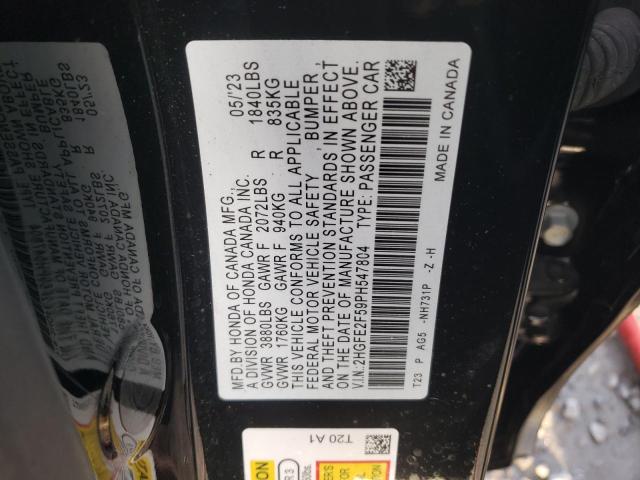 MFD.BY HONDA OF CANADA MFG., 05/'23
A DIVISION OF HONDA CANADA INC.
GVWR 3880LBS GAWR F 2072LBS R 1840LBS
GVWR 1760KG GAWR F 940KG R 835KG
THIS VEHICLE CONFORMS TO ALL APPLICABLE
FEDERAL MOTOR VEHICLE SAFETY , BUMPER ,
AND THEFT PREVENTION STANDARDS IN EFFECT
ON THE DATE OF MANUFACTURE SHOWN ABOVE.
V.I.N.:2HGFE2F59PH547804 TYPE: PASSENGER CAR
T23 P AG5 -NH731P -Z -H
MADE IN CANADA
T20 A1